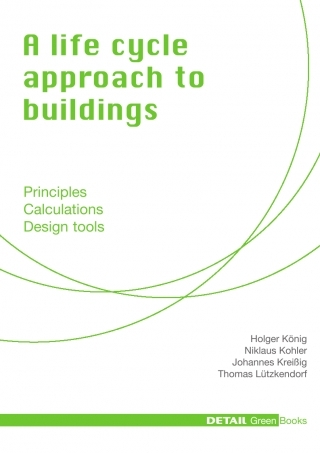 A life cycle
approach to
buildings
Principles
Calculations
Design tools
Holger König
Niklaus Kohler
Johannes Kreißig
Thomas Lützkendorf
DETAIL Green Books